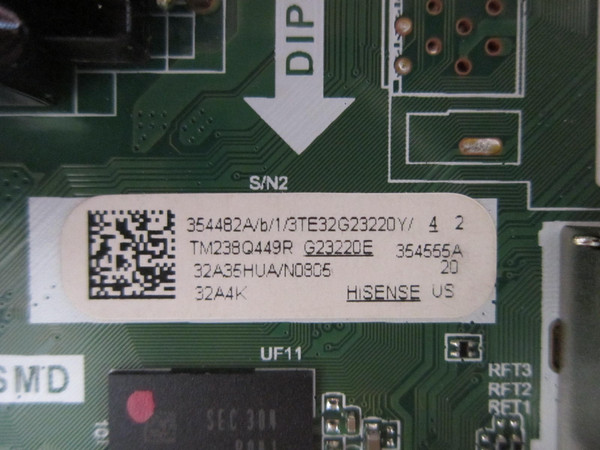 DIP
S/N2
354482A/b/1/3TE32G23220Y/ 4 2
TM238Q449R G23220E 354555A
32A35HUA/N0805 20
32A4K HiSENSE US
SMD
UF11
RFT3
RFT2
RFT1
SEC 304